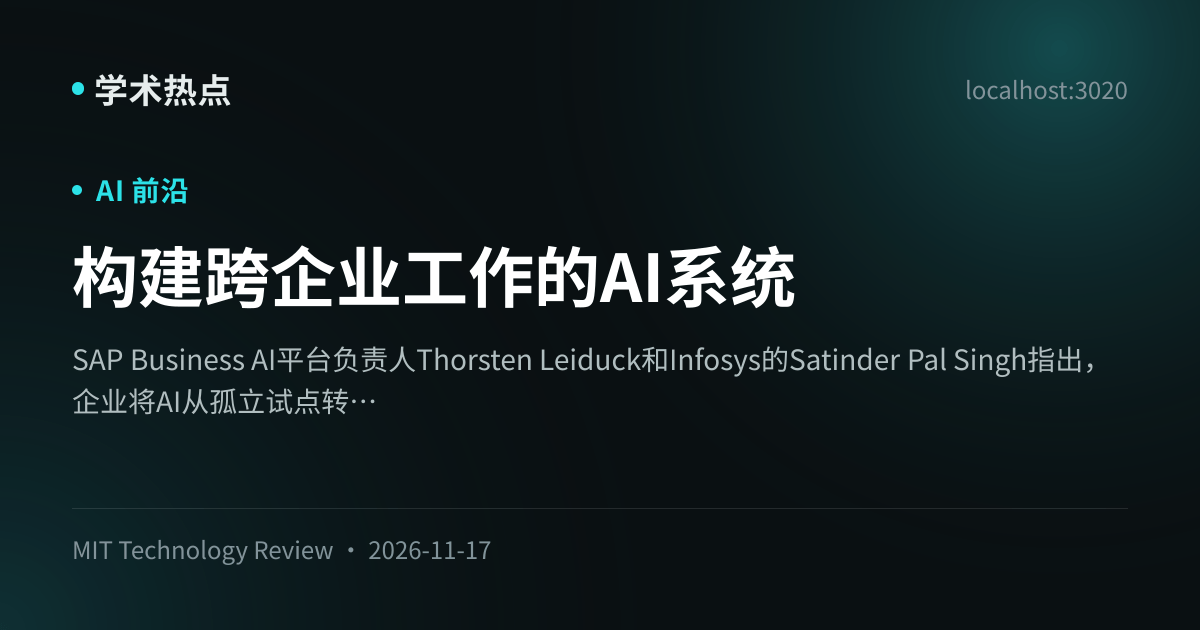 学术热点
localhost:3020
AI 前沿
构建跨企业工作的AI系统
SAP Business AI平台负责人Thorsten Leiduck和Infosys的Satinder Pal Singh指出，
企业将AI从孤立试点转…
MIT Technology Review · 2026-11-17